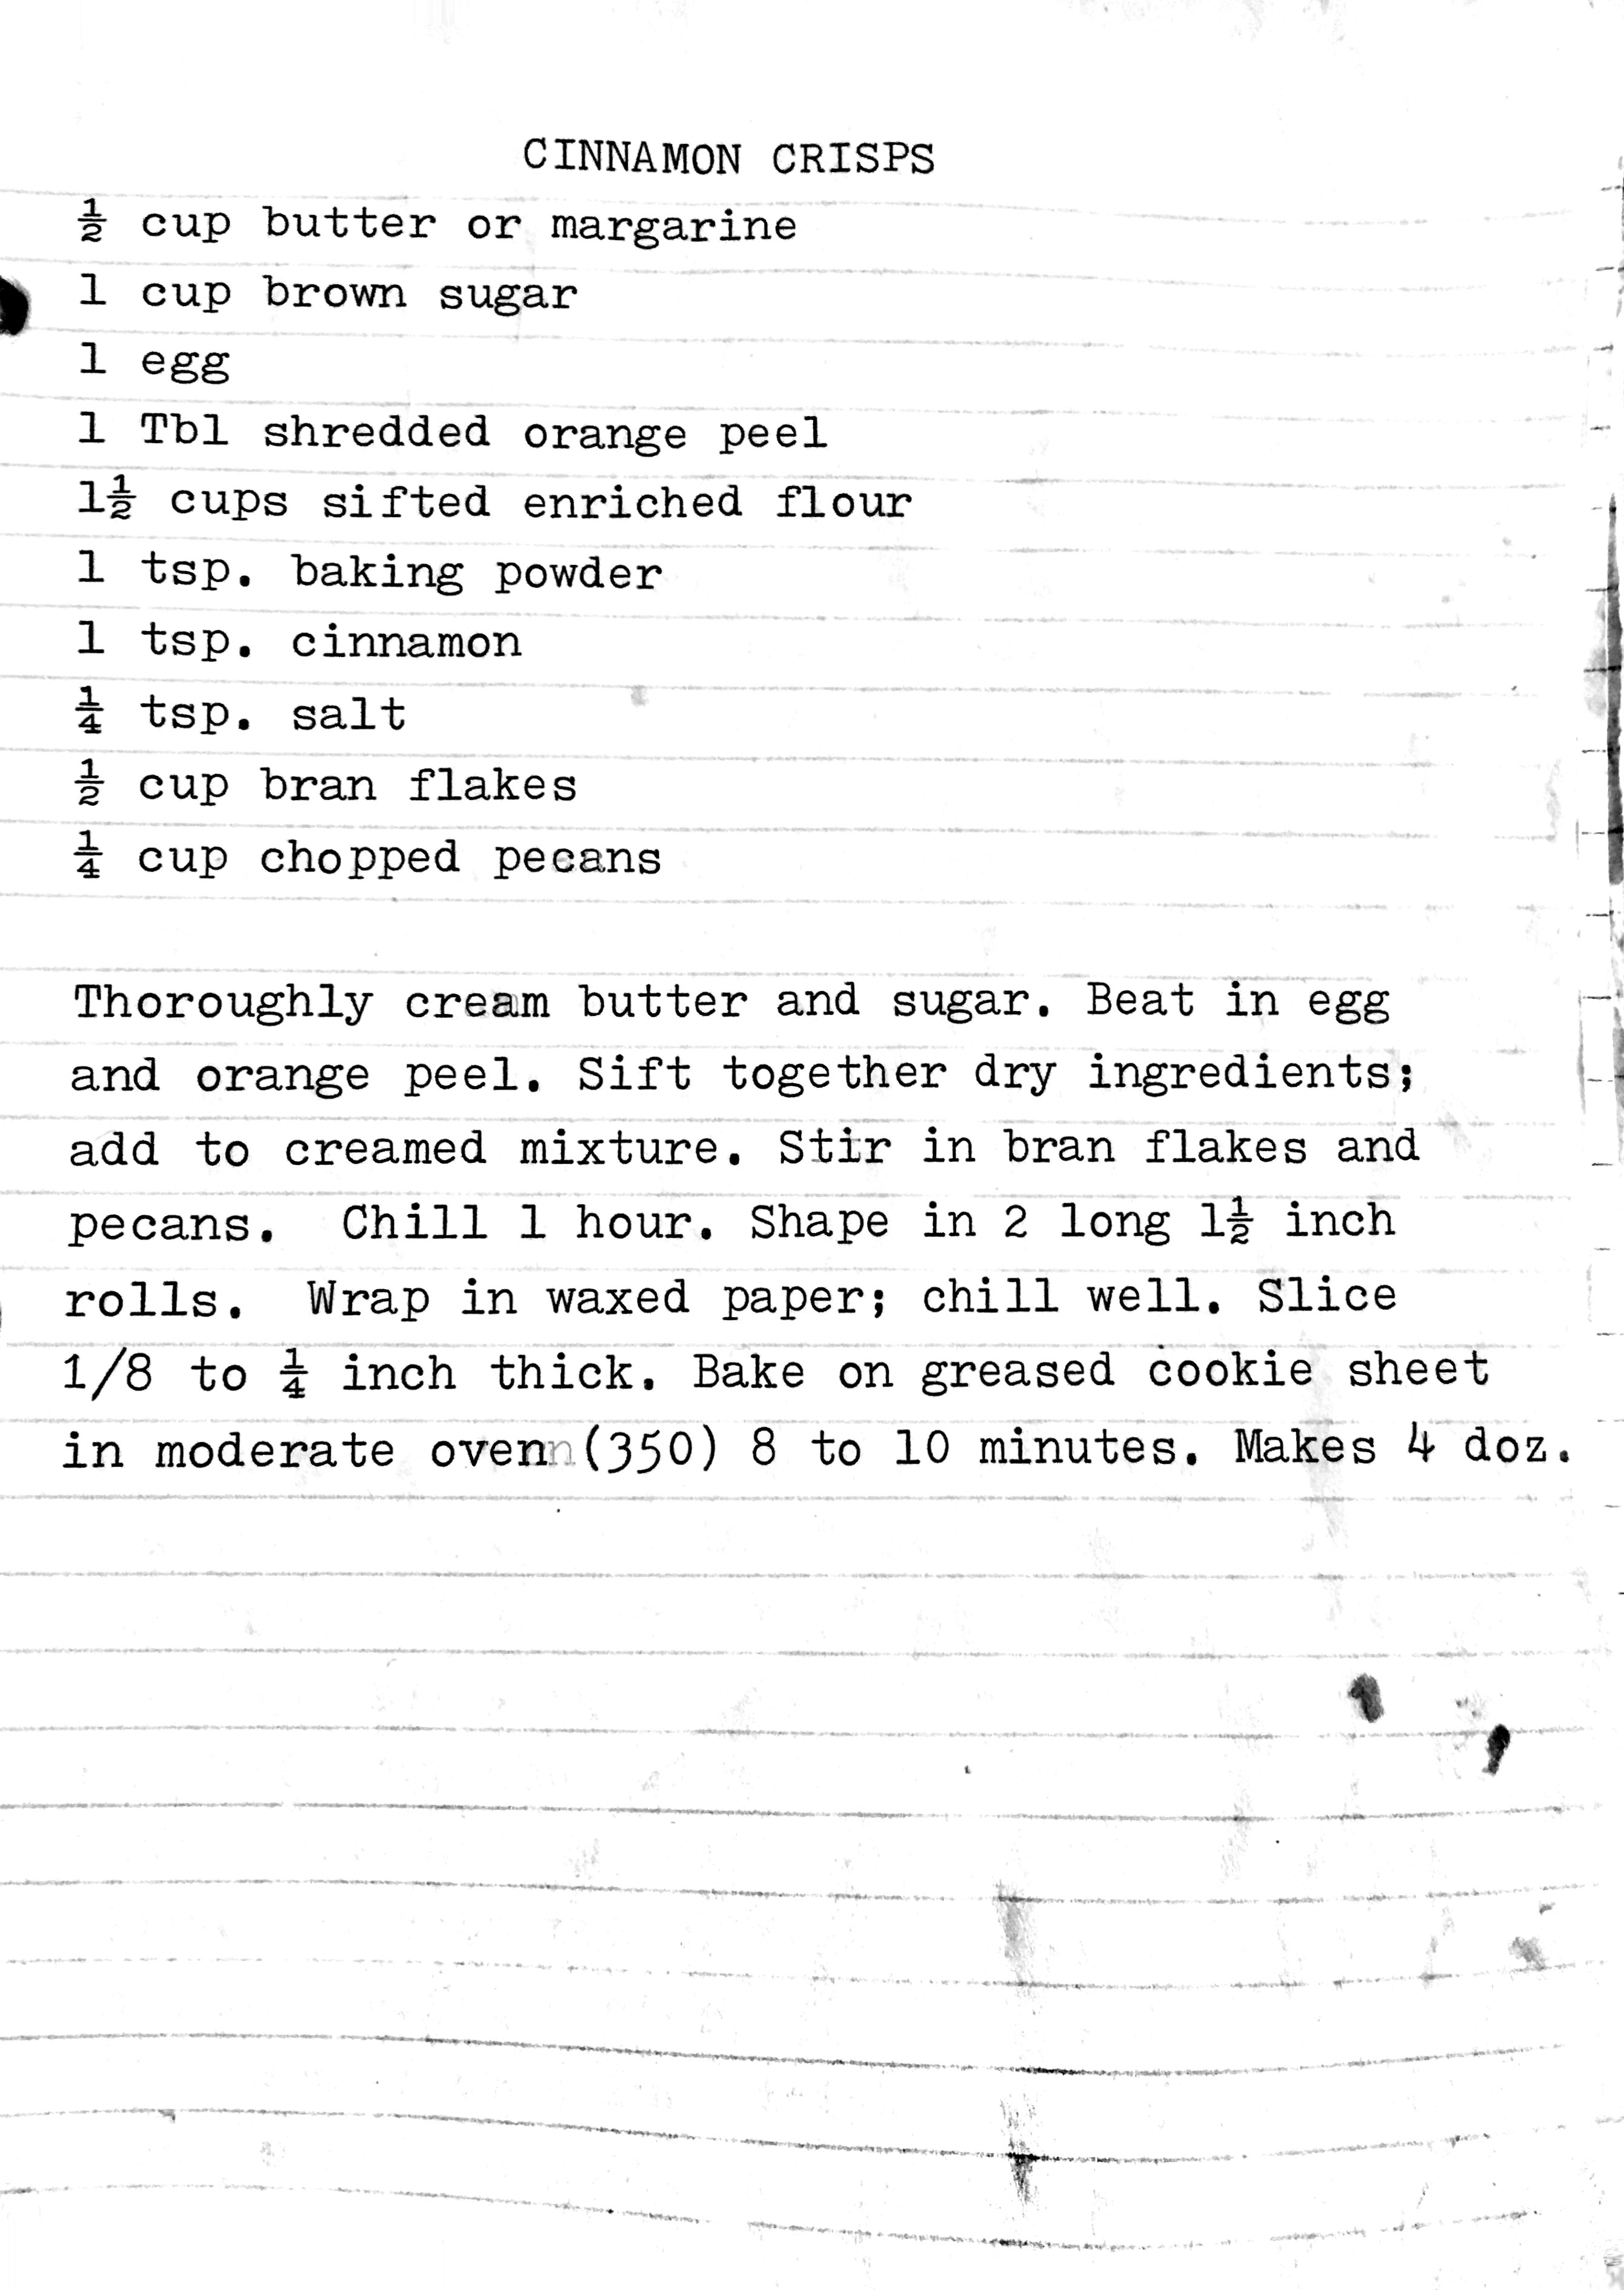 CINNAMON CRISPS
½ cup butter or margarine
1 cup brown sugar
1 egg
1 Tbl shredded orange peel
1½ cups sifted enriched flour
1 tsp. baking powder
1 tsp. cinnamon
¼ tsp. salt
½ cup bran flakes
¼ cup chopped pecans
Thoroughly cream butter and sugar. Beat in egg
and orange peel. Sift together dry ingredients;
add to creamed mixture. Stir in bran flakes and
pecans.  Chill 1 hour. Shape in 2 long 1½ inch
rolls.  Wrap in waxed paper; chill well. Slice
1/8 to ¼ inch thick. Bake on greased cookie sheet
in moderate oven (350) 8 to 10 minutes. Makes 4 doz.